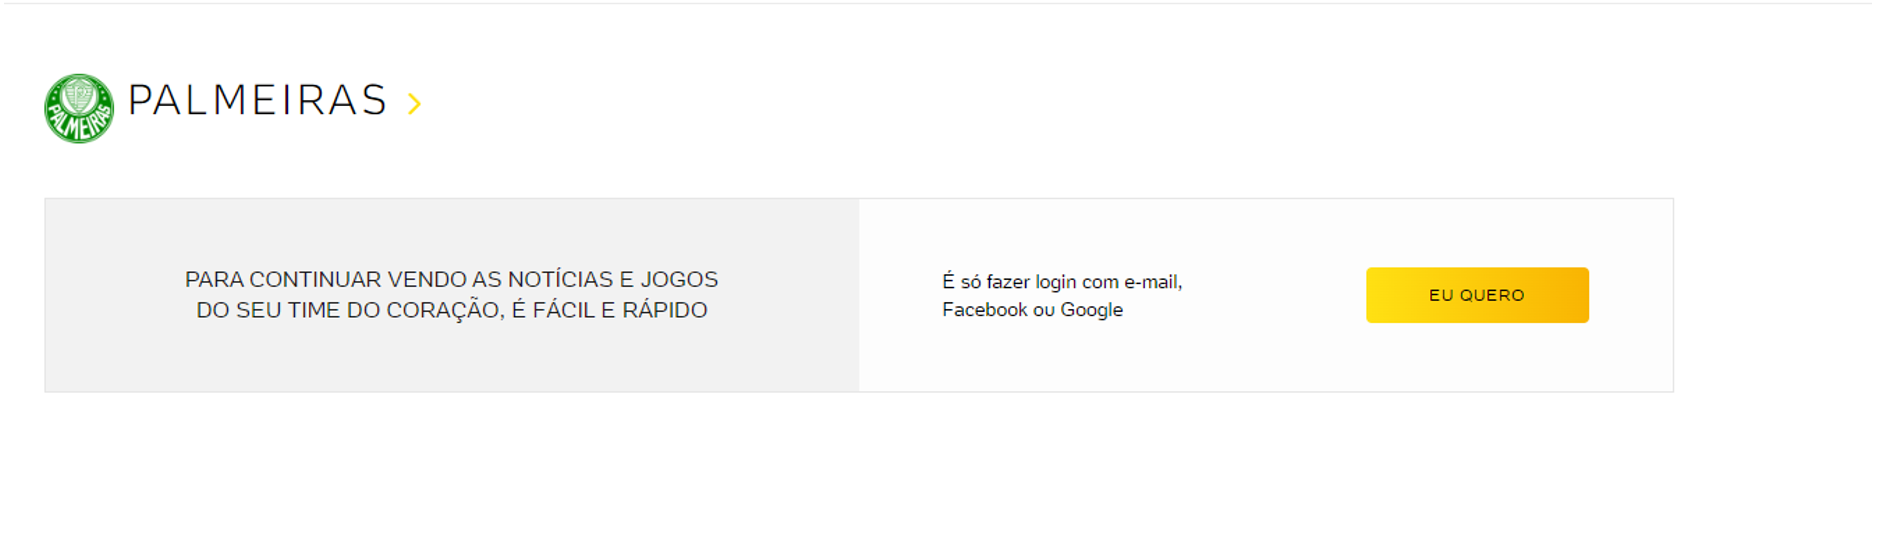 PALMEIRAS
PALMEIRAS
PARA CONTINUAR VENDO AS NOTÍCIAS E JOGOS
DO SEU TIME DO CORAÇÃO, É FÁCIL E RÁPIDO
É só fazer login com e-mail,
Facebook ou Google
EU QUERO